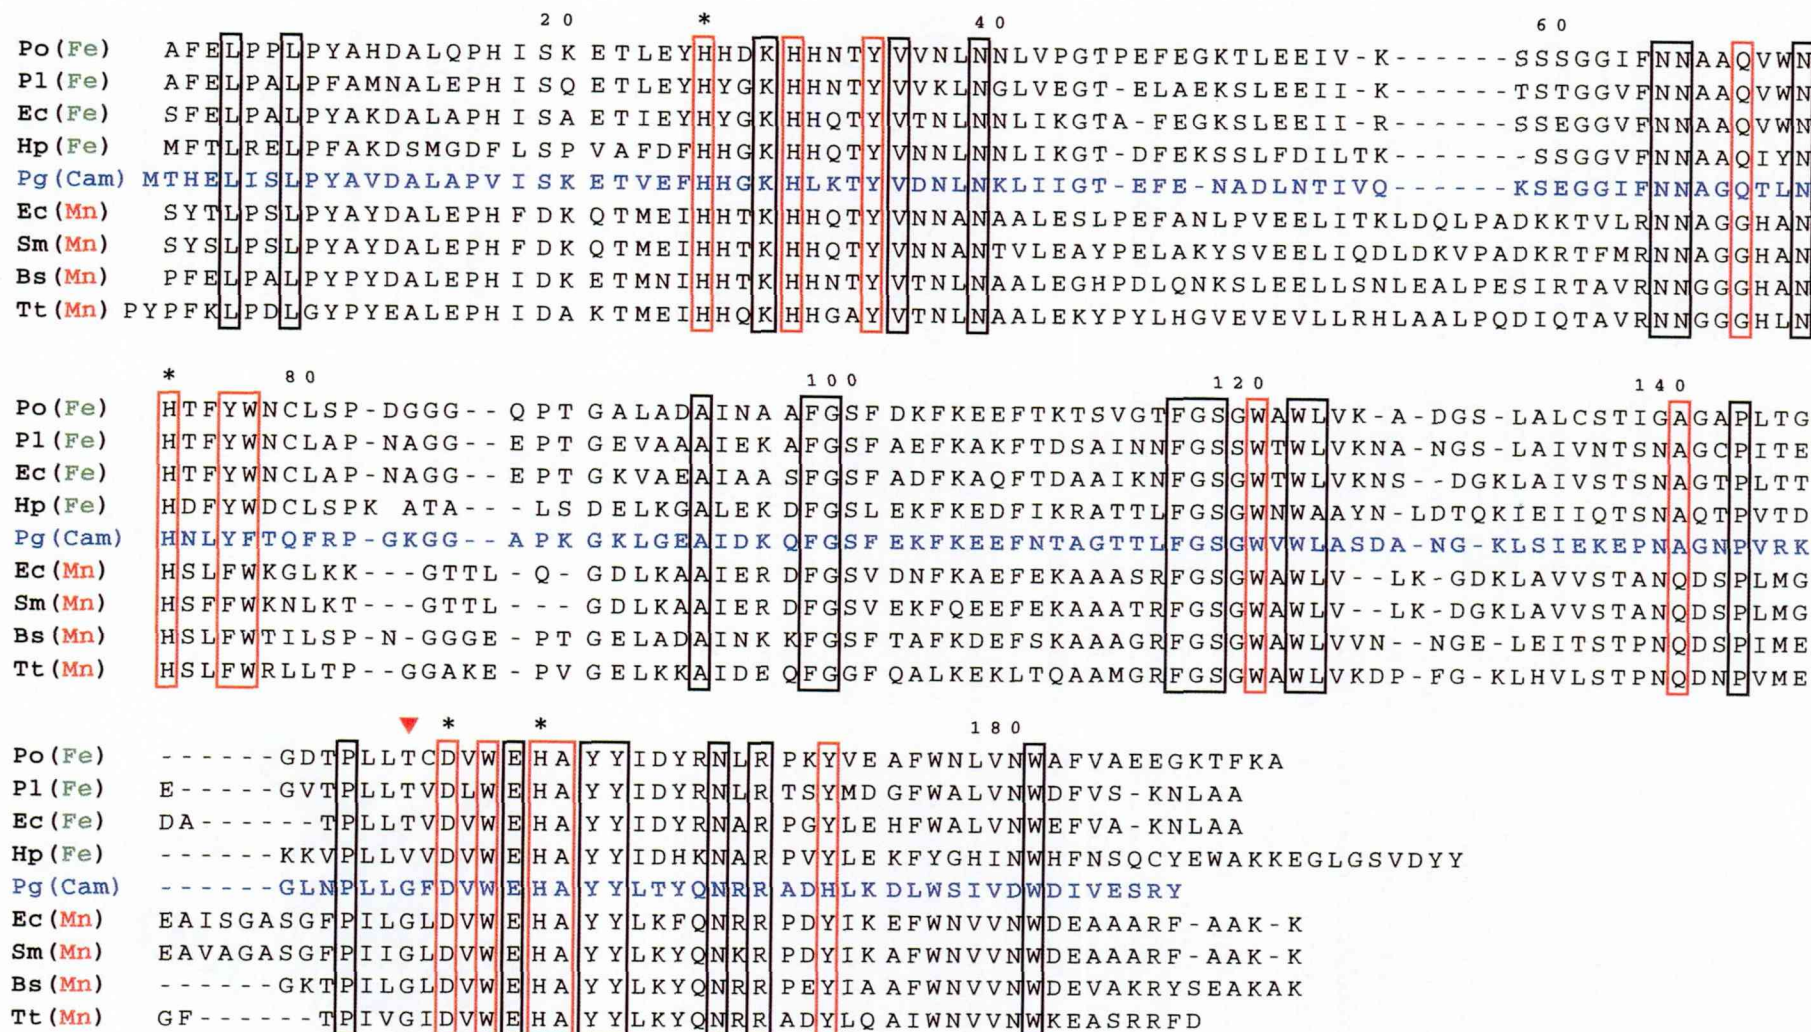 20 * 40 60
Po(Fe) AFELPPLPYAHDALQPHISKETLEYHHDKHHNTYVVNLNNLVPGTPEFEGKTLEEIV-K------SSSGGIFNNAAQVWN
Pl(Fe) AFELPALPFAMNALEPHISQETLEYHYGKHHNTYVVKLNGLVEGT-ELAEKSLEEII-K------TSTGGVFNNAAQVWN
Ec(Fe) SFELPALPYAKDALAPHISAETIEYHYGKHHQTYVTNLNNLIKGTA-FEGKSLEEII-R------SSEGGVFNNAAQVWN
Hp(Fe) MFTLRELPFAKDSMGDFLSPVAFDFHHGKHHQTYVNNLNNLIKGT-DFEKSSLFDILTK-------SSGGVFNNAAQIYN
Pg(Cam) MTHELISLPYAVDALAPVISKETVEFHHGKHLKTYVDNLNKLIIGT-EFE-NADLNTIVQ------KSEGGIFNNAGQTLN
Ec(Mn) SYTLPSLPYAYDALEPHFDKQTMEIHHTKHHQTYVNNANAALESLPEFANLPVEELITKLDQLPADKKTVLRNNAGGHAN
Sm(Mn) SYSLPSLPYAYDALEPHFDKQTMEIHHTKHHQTYVNNANTVLEAYPELAKYSVEELIQDLDKVPADKRTFMRNNAGGHAN
Bs(Mn) PFELPALPYPYDALEPHIDKETMNIHHTKHHNTYVTNLNAALEGHPDLQNKSLEELLSNLEALPESIRTAVRNNGGGHAN
Tt(Mn) PYPFKLPDLGYPYEALEPHIDAKTMEIHHQKHHGAYVTNLNAALEKYPYLHGVEVEVLLRHLAALPQDIQTAVRNNGGGHLN
* 80 100 120 140
Po(Fe) HTFYWNCLSP-DGGG--QPTGALADAINAAFGSFDKFKEEFTKTSVGTFGSGWAWLVK-A-DGS-LALCSTIGAGAPLTG
Pl(Fe) HTFYWNCLAP-NAGG--EPTGEVAAAIEKAFGSFAEFKAKFTDSAINNFGSSWTWLVKNA-NGS-LAIVNTSNAGCPITE
Ec(Fe) HTFYWNCLAP-NAGG--EPTGKVAEAIAASFGSFADFKAQFTDAAIKNFGSGWTWLVKNS--DGKLAIVSTSNAGTPLTT
Hp(Fe) HDFYWDCLSPK ATA---LSDELKGALEKDFGSLEKFKEDFIKRATTLFGSGWNWAAYN-LDTQKIEIIQTSNAQTPVTD
Pg(Cam) HNLYFTQFRP-GKGG--APKGKLGEAIDKQFGSFEKFKEEFNTAGTTLFGSGWVWLASDA-NG-KLSIEKEPNAGNPVRK
Ec(Mn) HSLFWKGLKK---GTTL-Q-GDLKAAIERDFGSVDNFKAEFEKAAASRFGSGWAWLV--LK-GDKLAVVSTANQDSPLMG
Sm(Mn) HSFFWKNLKT---GTTL---GDLKAAIERDFGSVEKFQEEFEKAAATRFGSGWAWLV--LK-DGKLAVVSTANQDSPLMG
Bs(Mn) HSLFWTILSP-N-GGGE-PTGELADAINKKFGSFTAFKDEFSKAAAGRFGSGWAWLVVN--NGE-LEITSTPNQDSPIME
Tt(Mn) HSLFWRLLTP--GGAKE-PVGELKKAIDEQFGGFQALKEKLTQAAMGRFGSGWAWLVKDP-FG-KLHVLSTPNQDNPVME
* * 180
Po(Fe) ------GDTPLLTCDVWEHAYYIDYRNLRPKYVEAFWNLVNWAFVAEEGKTFKA
Pl(Fe) E-----GVTPLLTVDLWEHAYYIDYRNLRTSYMDGFWALVNWDFVS-KNLAA
Ec(Fe) DA------TPLLTVDVWEHAYYIDYRNARPGYLEHFWALVNWEFVA-KNLAA
Hp(Fe) ------KKVPLLVVDVWEHAYYIDHKNARPVYLEKFYGHINWHFNSQCYEWAKKEGLGSVDYY
Pg(Cam) ------GLNPLLGFDVWEHAYYLTYQNRRADHLKDLWSIVDWDIVESRY
Ec(Mn) EAISGASGFPILGLDVWEHAYYLKFQNRRPDYIKEFWNVVNWDEAAARF-AAK-K
Sm(Mn) EAVAGASGFPIIGLDVWEHAYYLKYQNKRPDYIKAFWNVVNWDEAAARF-AAK-K
Bs(Mn) ------GKTPILGLDVWEHAYYLKYQNRRPEYIAAFWNVVNWDEVAKRYSEAKAK
Tt(Mn) GF------TPIVGIDVWEHAYYLKYQNRRADYLQAIWNVVNWKEASRRFD